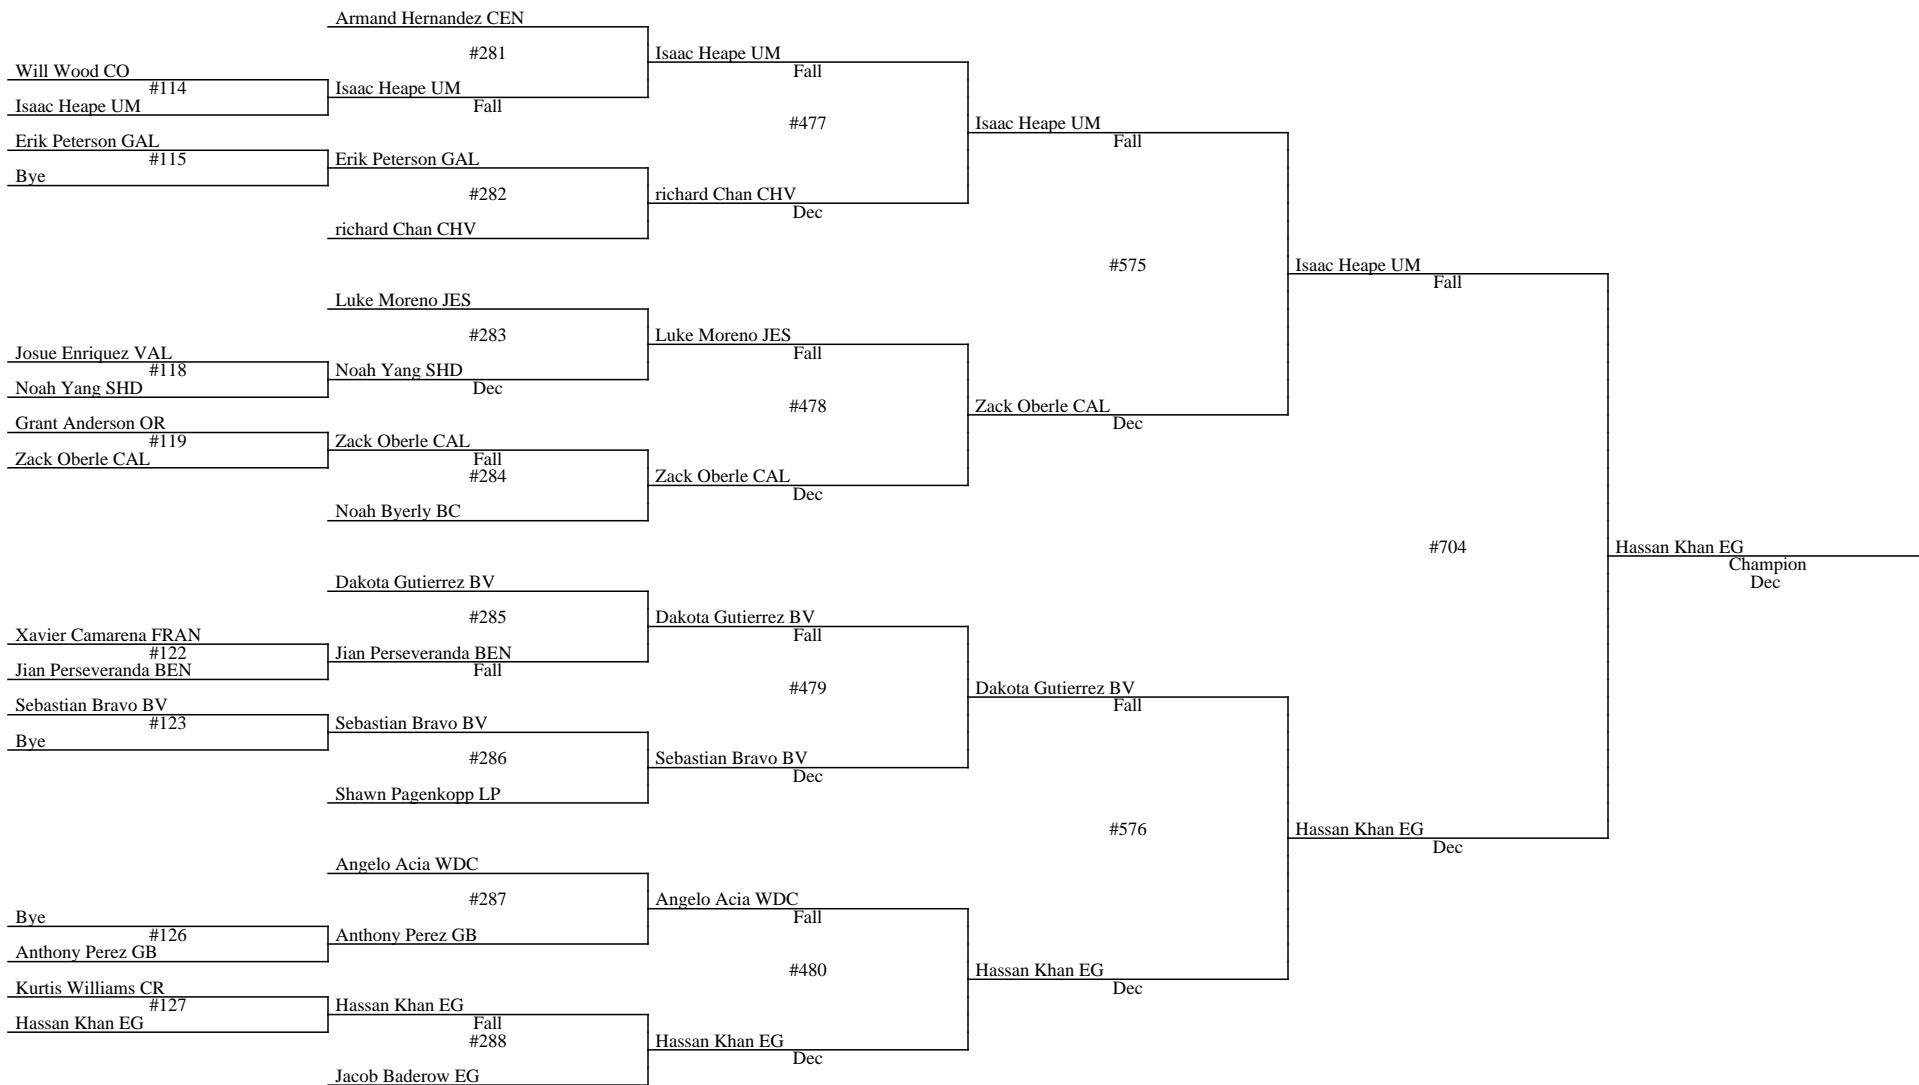 Armand Hernandez CEN
#281
Isaac Heape UM
Fall
Will Wood CO
#114
Isaac Heape UM
Isaac Heape UM
Fall
#477
Isaac Heape UM
Fall
Erik Peterson GAL
#115
Bye
Erik Peterson GAL
#282
richard Chan CHV
Dec
richard Chan CHV
#575
Isaac Heape UM
Fall
Luke Moreno JES
#283
Luke Moreno JES
Fall
Josue Enriquez VAL
#118
Noah Yang SHD
Noah Yang SHD
Dec
#478
Zack Oberle CAL
Dec
Grant Anderson OR
#119
Zack Oberle CAL
Zack Oberle CAL
Fall
#284
Zack Oberle CAL
Dec
Noah Byerly BC
#704
Hassan Khan EG
Champion
Dec
Dakota Gutierrez BV
#285
Dakota Gutierrez BV
Fall
Xavier Camarena FRAN
#122
Jian Perseveranda BEN
Jian Perseveranda BEN
Fall
#479
Dakota Gutierrez BV
Fall
Sebastian Bravo BV
#123
Bye
Sebastian Bravo BV
#286
Sebastian Bravo BV
Dec
Shawn Pagenkopp LP
#576
Hassan Khan EG
Dec
Angelo Acia WDC
#287
Angelo Acia WDC
Fall
Bye
#126
Anthony Perez GB
Anthony Perez GB
#480
Hassan Khan EG
Dec
Kurtis Williams CR
#127
Hassan Khan EG
Hassan Khan EG
Fall
#288
Hassan Khan EG
Dec
Jacob Baderow EG